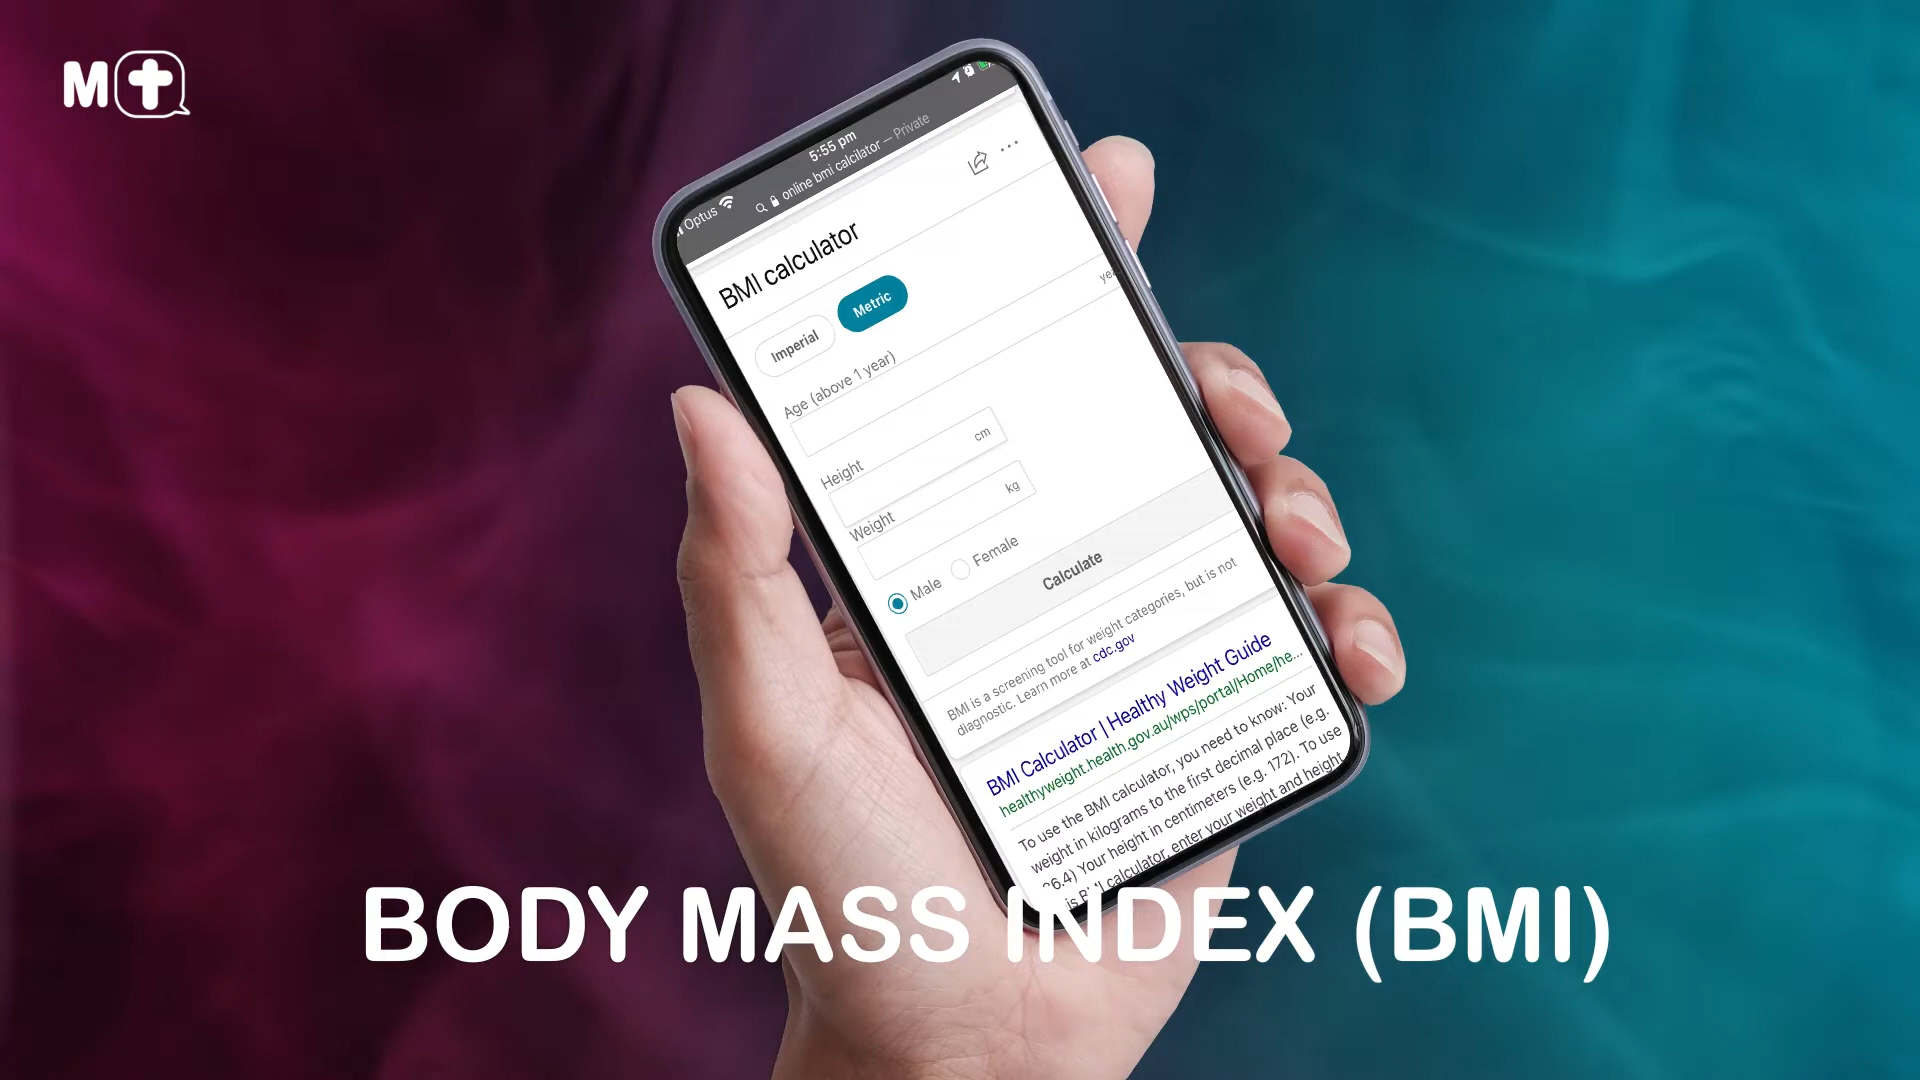 M
5:55 pm
Optus
online bmi calcilator — Private
BMI calculator
Imperial
Metric
Age (above 1 year)
Height
cm
Weight
kg
Male
Female
Calculate
BMI is a screening tool for weight categories, but is not
diagnostic. Learn more at cdc.gov
BMI Calculator | Healthy Weight Guide
healthyweight.health.gov.au/wps/portal/Home/he...
To use the BMI calculator, you need to know: Your
weight in kilograms to the first decimal place (e.g.
6.4) Your height in centimeters (e.g. 172). To use
calculator, enter your weight and height
BODY MASS INDEX (BMI)